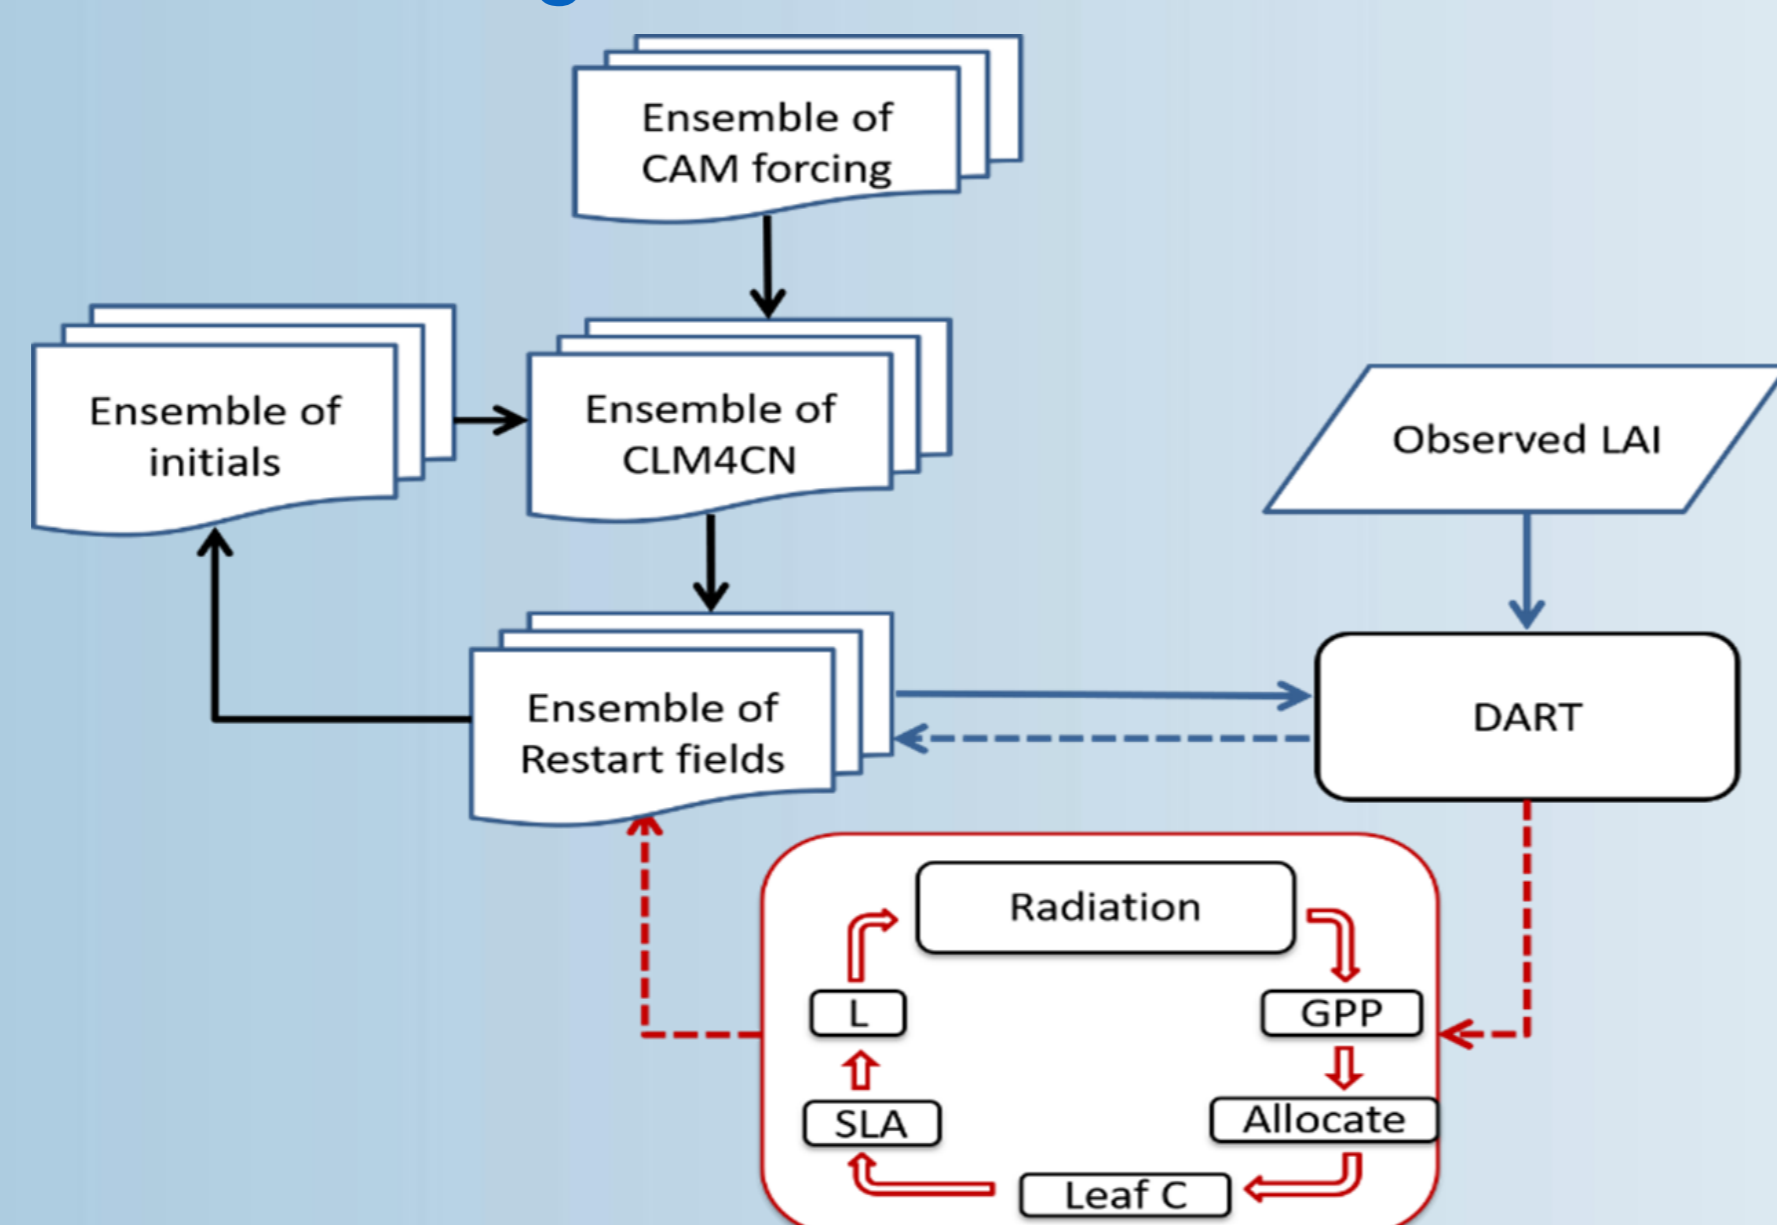 Ensemble of
CAM forcing
Ensemble of
initials
Ensemble of
CLM4CN
Observed LAI
Ensemble of
Restart fields
DART
Radiation
L
GPP
SLA
Allocate
Leaf C